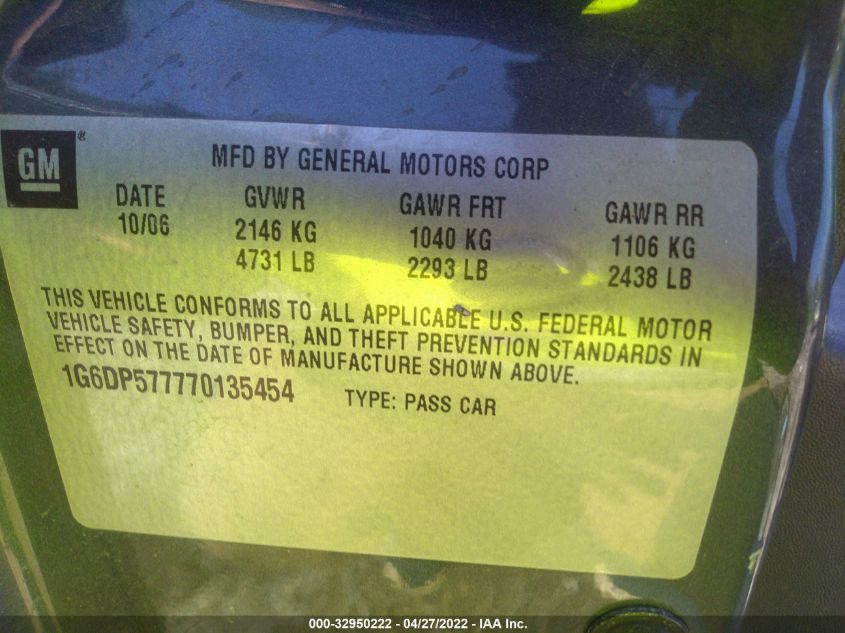 GM ®
MFD BY GENERAL MOTORS CORP
DATE GVWR GAWR FRT GAWR RR
10/06 2146 KG 1040 KG 1106 KG
4731 LB 2293 LB 2438 LB
THIS VEHICLE CONFORMS TO ALL APPLICABLE U.S. FEDERAL MOTOR
VEHICLE SAFETY, BUMPER, AND THEFT PREVENTION STANDARDS IN
EFFECT ON THE DATE OF MANUFACTURE SHOWN ABOVE.
1G6DP577770135454 TYPE: PASS CAR
000-32950222 - 04/27/2022 - IAA Inc.